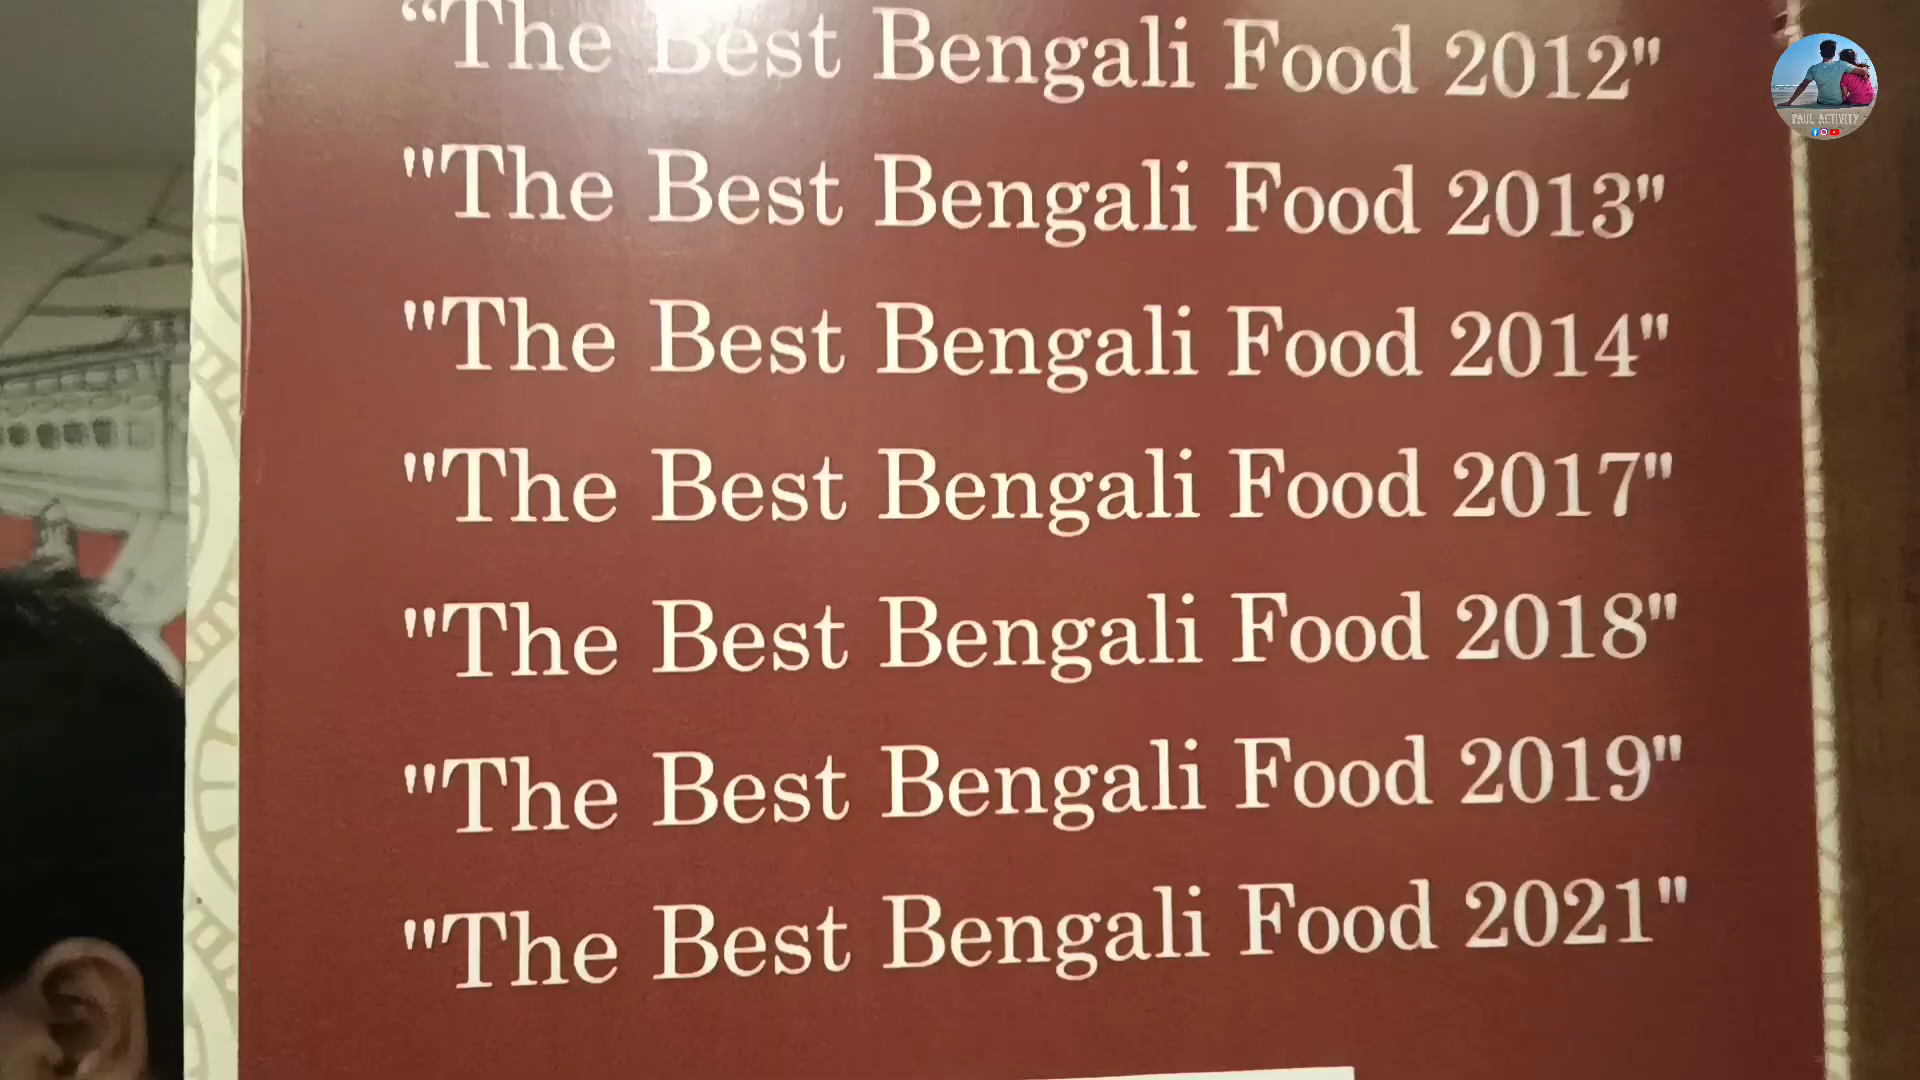 “The Best Bengali Food 2012"
"The Best Bengali Food 2013"
"The Best Bengali Food 2014"
"The Best Bengali Food 2017"
"The Best Bengali Food 2018"
"The Best Bengali Food 2019"
"The Best Bengali Food 2021"
PAUL ACTIVITY